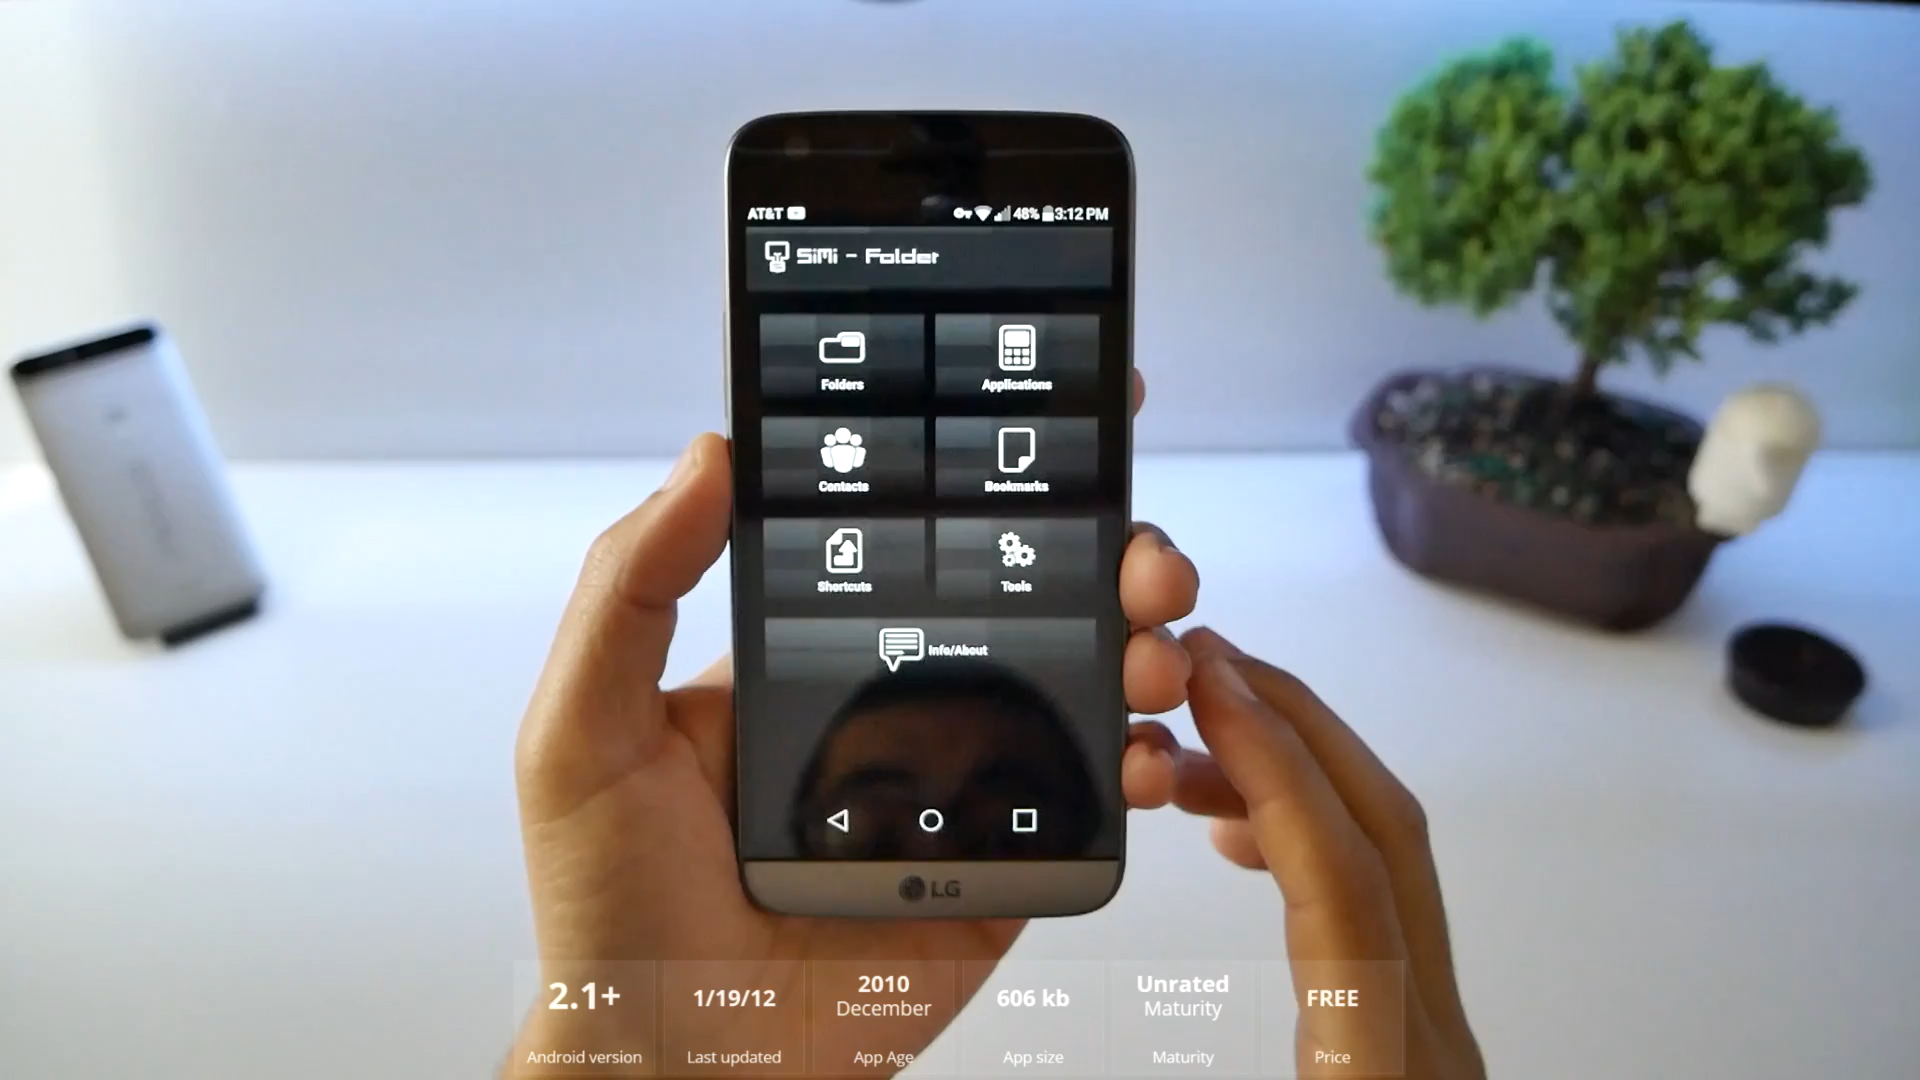 AT&T
48% 3:12 PM
SiMi - Folder
Folders
Applications
Contacts
Bookmarks
Shortcuts
Tools
Info/About
LG
2.1+
Android version
1/19/12
Last updated
2010
December
App Age
606 kb
App size
Unrated
Maturity
Maturity
FREE
Price